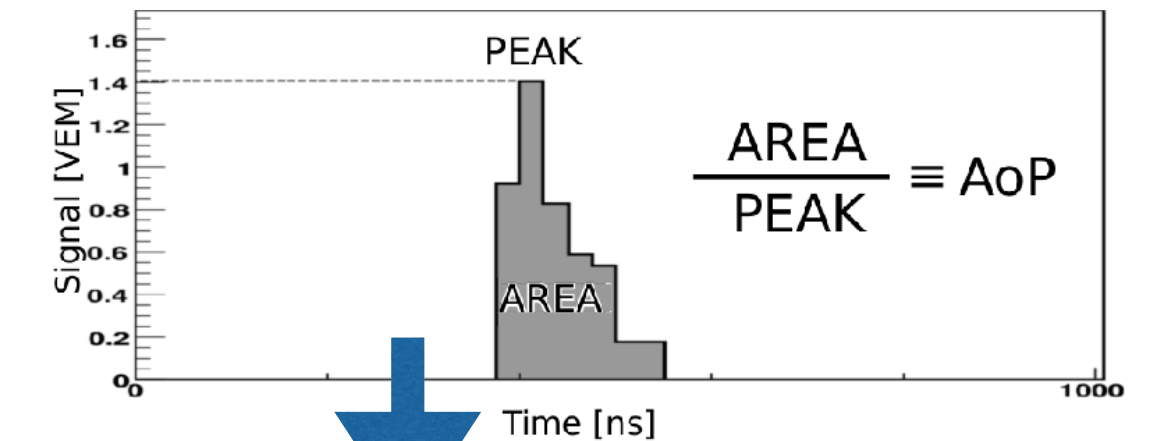 1.6
PEAK
1.4
1.2
AREA
1
≡ AoP
PEAK
0.8
0.6
0.4
AREA
0.2
0
0
1000
Time [ns]
Signal [VEM]